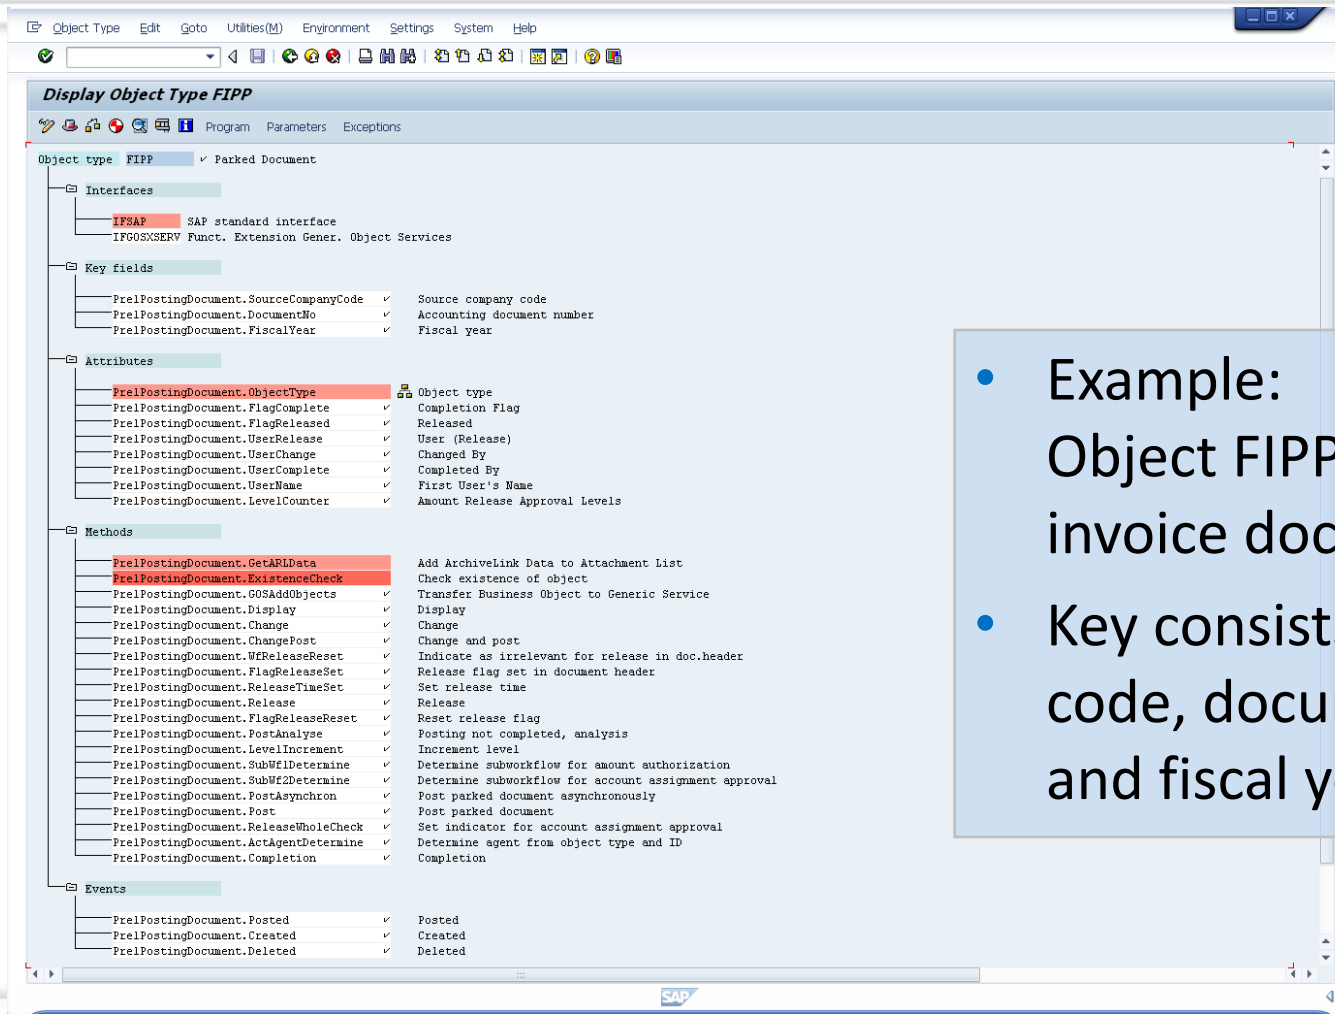 Object Type Edit Goto Utilities(M) Environment Settings System Help
Display Object Type FIPP
Program Parameters Exceptions
Object type FIPP ✓ Parked Document
Interfaces
IFSAP SAP standard interface
IFGOSXSERV Funct. Extension Gener. Object Services
Key fields
PrelPostingDocument.SourceCompanyCode ✓ Source company code
PrelPostingDocument.DocumentNo ✓ Accounting document number
PrelPostingDocument.FiscalYear ✓ Fiscal year
Attributes
PrelPostingDocument.ObjectType Object type
PrelPostingDocument.FlagComplete ✓ Completion Flag
PrelPostingDocument.FlagReleased ✓ Released
PrelPostingDocument.UserRelease ✓ User (Release)
PrelPostingDocument.UserChange ✓ Changed By
PrelPostingDocument.UserComplete ✓ Completed By
PrelPostingDocument.UserName ✓ First User's Name
PrelPostingDocument.LevelCounter ✓ Amount Release Approval Levels
Methods
PrelPostingDocument.GetARLData Add ArchiveLink Data to Attachment List
PrelPostingDocument.ExistenceCheck Check existence of object
PrelPostingDocument.GOSAddObjects ✓ Transfer Business Object to Generic Service
PrelPostingDocument.Display ✓ Display
PrelPostingDocument.Change ✓ Change
PrelPostingDocument.ChangePost ✓ Change and post
PrelPostingDocument.WfReleaseReset ✓ Indicate as irrelevant for release in doc.header
PrelPostingDocument.FlagReleaseSet ✓ Release flag set in document header
PrelPostingDocument.ReleaseTimeSet ✓ Set release time
PrelPostingDocument.Release ✓ Release
PrelPostingDocument.FlagReleaseReset ✓ Reset release flag
PrelPostingDocument.PostAnalyse ✓ Posting not completed, analysis
PrelPostingDocument.LevelIncrement ✓ Increment level
PrelPostingDocument.SubWf1Determine ✓ Determine subworkflow for amount authorization
PrelPostingDocument.SubWf2Determine ✓ Determine subworkflow for account assignment approval
PrelPostingDocument.PostAsynchron ✓ Post parked document asynchronously
PrelPostingDocument.Post ✓ Post parked document
PrelPostingDocument.ReleaseWholeCheck ✓ Set indicator for account assignment approval
PrelPostingDocument.ActAgentDetermine ✓ Determine agent from object type and ID
PrelPostingDocument.Completion ✓ Completion
Events
PrelPostingDocument.Posted ✓ Posted
PrelPostingDocument.Created ✓ Created
PrelPostingDocument.Deleted ✓ Deleted
• Example:
Object FIPP
invoice doc
• Key consist
code, docu
and fiscal y
SAP